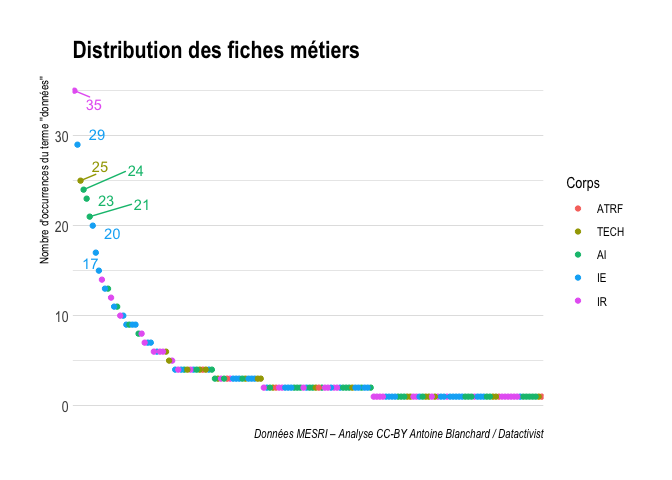 Distribution des fiches métiers
Nombre d'occurrences du terme "données"
35
29
25
24
23
21
20
17
30
20
10
0
Corps
ATRF
TECH
AI
IE
IR
Données MESRI – Analyse CC-BY Antoine Blanchard / Datactivist